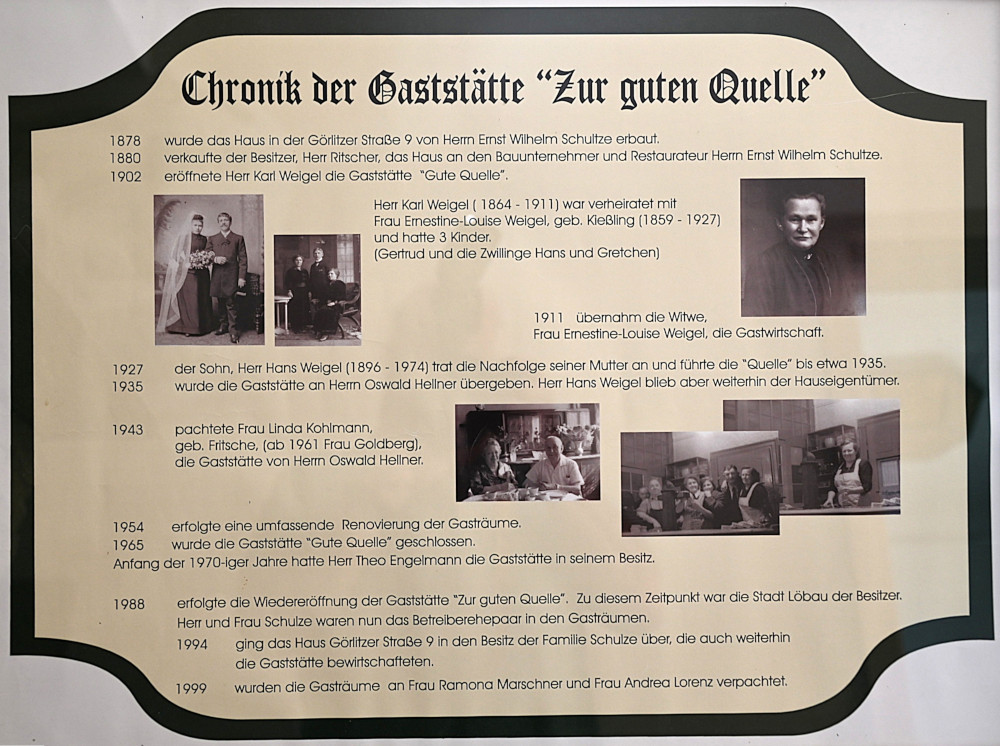 Chronik der Gaststätte “Zur guten Quelle”
1878 wurde das Haus in der Görlitzer Straße 9 von Herrn Ernst Wilhelm Schultze erbaut.
1880 verkaufte der Besitzer, Herr Ritscher, das Haus an den Bauunternehmer und Restaurateur Herrn Ernst Wilhelm Schultze.
1902 eröffnete Herr Karl Weigel die Gaststätte “Gute Quelle”.
Herr Karl Weigel ( 1864 - 1911) war verheiratet mit
Frau Ernestine-Louise Weigel, geb. Kießling (1859 - 1927)
und hatte 3 Kinder.
(Gertrud und die Zwillinge Hans und Gretchen)
1911 übernahm die Witwe,
Frau Ernestine-Louise Weigel, die Gastwirtschaft.
1927 der Sohn, Herr Hans Weigel (1896 - 1974) trat die Nachfolge seiner Mutter an und führte die “Quelle” bis etwa 1935.
1935 wurde die Gaststätte an Herrn Oswald Hellner übergeben. Herr Hans Weigel blieb aber weiterhin der Hauseigentümer.
1943 pachtete Frau Linda Kohlmann,
geb. Fritsche, (ab 1961 Frau Goldberg),
die Gaststätte von Herrn Oswald Hellner.
1954 erfolgte eine umfassende Renovierung der Gasträume.
1965 wurde die Gaststätte “Gute Quelle” geschlossen.
Anfang der 1970-iger Jahre hatte Herr Theo Engelmann die Gaststätte in seinem Besitz.
1988 erfolgte die Wiedereröffnung der Gaststätte “Zur guten Quelle”. Zu diesem Zeitpunkt war die Stadt Löbau der Besitzer.
Herr und Frau Schulze waren nun das Betreiberehepaar in den Gasträumen.
1994 ging das Haus Görlitzer Straße 9 in den Besitz der Familie Schulze über, die auch weiterhin
die Gaststätte bewirtschafteten.
1999 wurden die Gasträume an Frau Ramona Marschner und Frau Andrea Lorenz verpachtet.